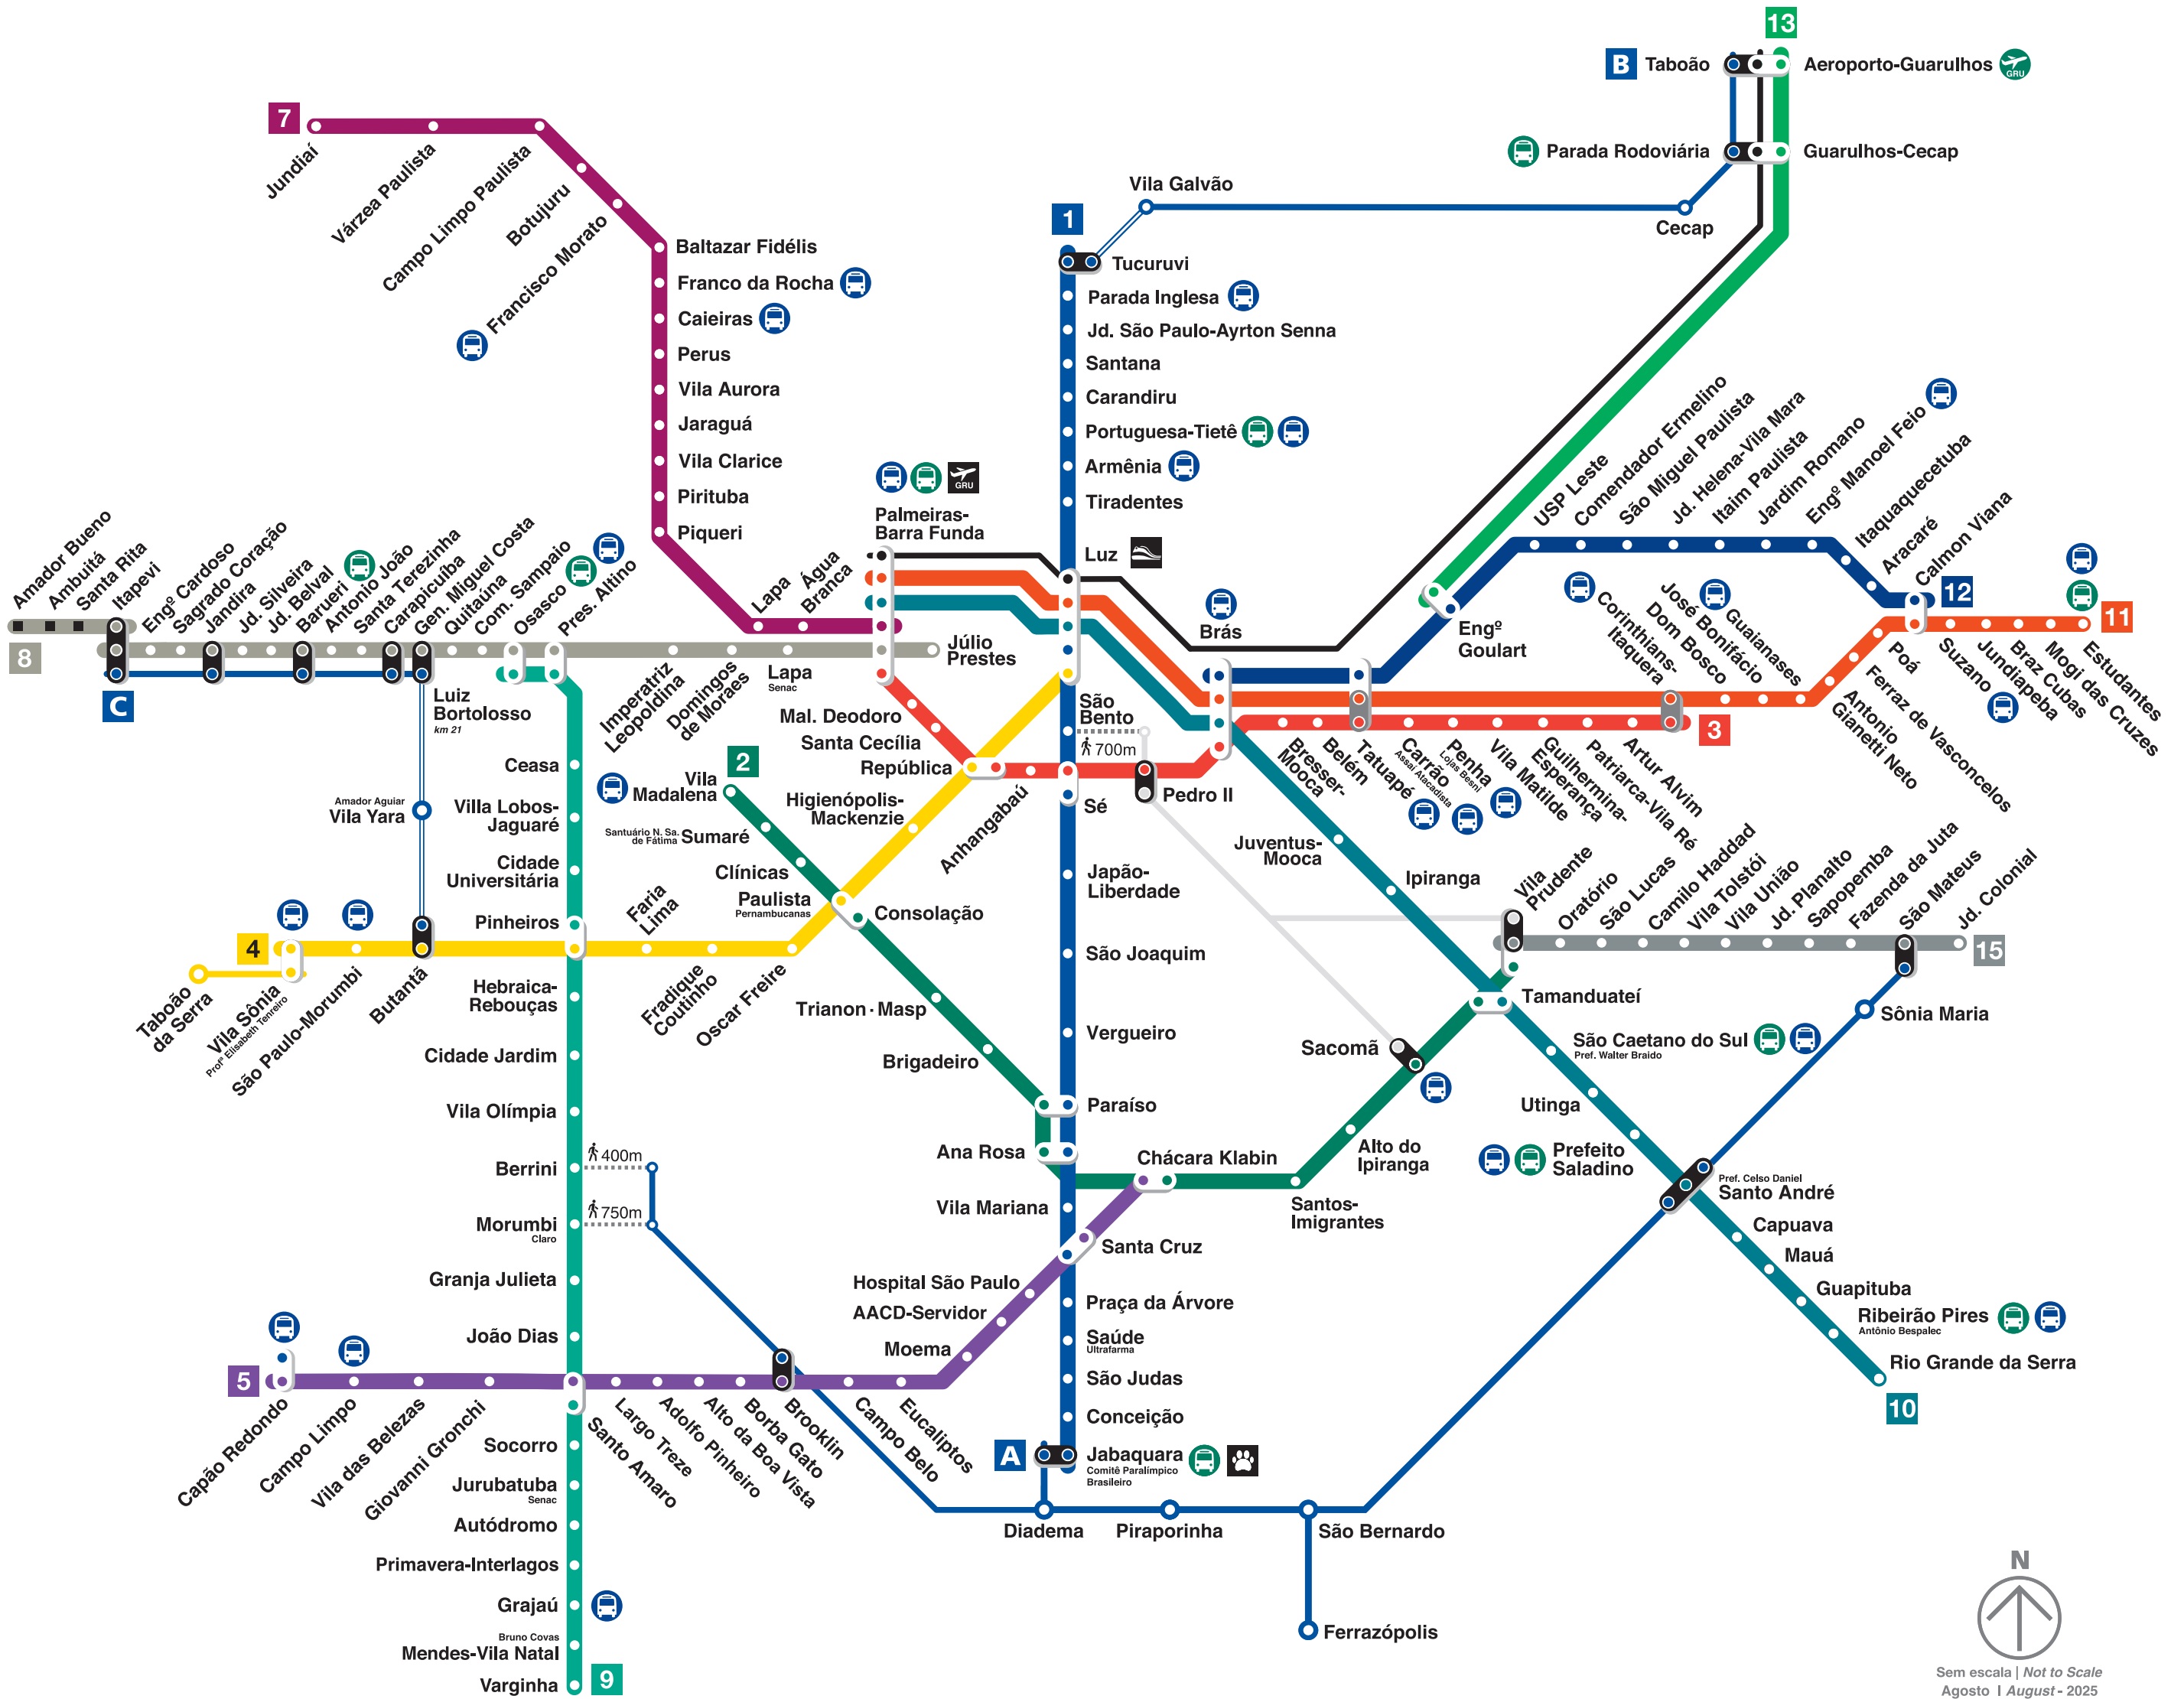 13
B
Taboão
Aeroporto-Guarulhos
GRU
Parada Rodoviária
Guarulhos-Cecap
Vila Galvão
Cecap
7
Jundiaí
Várzea Paulista
Campo Limpo Paulista
Botujuru
Francisco Morato
Baltazar Fidélis
Franco da Rocha
Caieiras
Perus
Vila Aurora
Jaraguá
Vila Clarice
Pirituba
Piqueri
Lapa
Água
Branca
1
Tucuruvi
Parada Inglesa
Jd. São Paulo-Ayrton Senna
Santana
Carandiru
Portuguesa-Tietê
Armênia
Tiradentes
Luz
GRU
Palmeiras-
Barra Funda
Brás
Engº
Goulart
USP Leste
Comendador Ermelino
São Miguel Paulista
Jd. Helena-Vila Mara
Itaim Paulista
Jardim Romano
Engº Manoel Feio
Itaquaquecetuba
Aracaré
Calmon Viana
12
11
Corinthians-
Itaquera
Dom Bosco
José Bonifácio
Guaianases
Antonio
Gianetti Neto
Ferraz de Vasconcelos
Poá
Suzano
Jundiapeba
Braz Cubas
Mogi das Cruzes
Estudantes
Amador Bueno
Ambuitá
Santa Rita
Itapevi
Engº Cardoso
Sagrado Coração
Jandira
Jd. Silveira
Jd. Belval
Barueri
Antonio João
Santa Terezinha
Carapicuíba
Gen. Miguel Costa
Quitaúna
Com. Sampaio
Osasco
Pres. Altino
Imperatriz
Leopoldina
Domingos
de Moraes
Lapa
Senac
Júlio
Prestes
8
C
Luiz
Bortolosso
km 21
Amador Aguiar
Vila Yara
Mal. Deodoro
Santa Cecília
República
Anhangabaú
São
Bento
700m
Sé
Pedro II
3
Bresser-
Mooca
Belém
Tatuapé
Carrão
Assaí Atacadista
Penha
Lojas Besni
Vila Matilde
Guilhermina-
Esperança
Patriarca-Vila Ré
Artur Alvim
2
Vila
Madalena
Santuário N. Sa.
de Fátima
Sumaré
Clínicas
Paulista
Pernambucanas
Consolação
Higienópolis-
Mackenzie
Trianon · Masp
Brigadeiro
Ceasa
Villa Lobos-
Jaguaré
Cidade
Universitária
Pinheiros
Hebraica-
Rebouças
Cidade Jardim
Vila Olímpia
Berrini
400m
Morumbi
Claro
750m
Granja Julieta
João Dias
4
Taboão
da Serra
Vila Sônia
Profª Elisabeth Tenreiro
São Paulo-Morumbi
Butantã
Faria
Lima
Fradique
Coutinho
Oscar Freire
Japão-
Liberdade
São Joaquim
Vergueiro
Paraíso
Ana Rosa
Vila Mariana
Santa Cruz
Chácara Klabin
Praça da Árvore
Saúde
Ultrafarma
São Judas
Conceição
A
Jabaquara
Comitê Paralímpico
Brasileiro
Juventus-
Mooca
Ipiranga
Tamanduateí
Sacomã
Alto do
Ipiranga
Santos-
Imigrantes
Vila
Prudente
Oratório
São Lucas
Camilo Haddad
Vila Tolstói
Vila União
Jd. Planalto
Sapopemba
Fazenda da Juta
São Mateus
Jd. Colonial
15
Sônia Maria
São Caetano do Sul
Pref. Walter Braido
Utinga
Prefeito
Saladino
Pref. Celso Daniel
Santo André
Capuava
Mauá
Guapituba
Ribeirão Pires
Antônio Bespalec
Rio Grande da Serra
10
Hospital São Paulo
AACD-Servidor
Moema
5
Capão Redondo
Campo Limpo
Vila das Belezas
Giovanni Gronchi
Santo Amaro
Largo Treze
Adolfo Pinheiro
Alto da Boa Vista
Borba Gato
Brooklin
Campo Belo
Eucaliptos
Socorro
Jurubatuba
Senac
Autódromo
Primavera-Interlagos
Grajaú
Bruno Covas
Mendes-Vila Natal
Varginha
9
Diadema
Piraporinha
São Bernardo
Ferrazópolis
N
Sem escala | Not to Scale
Agosto | August - 2025